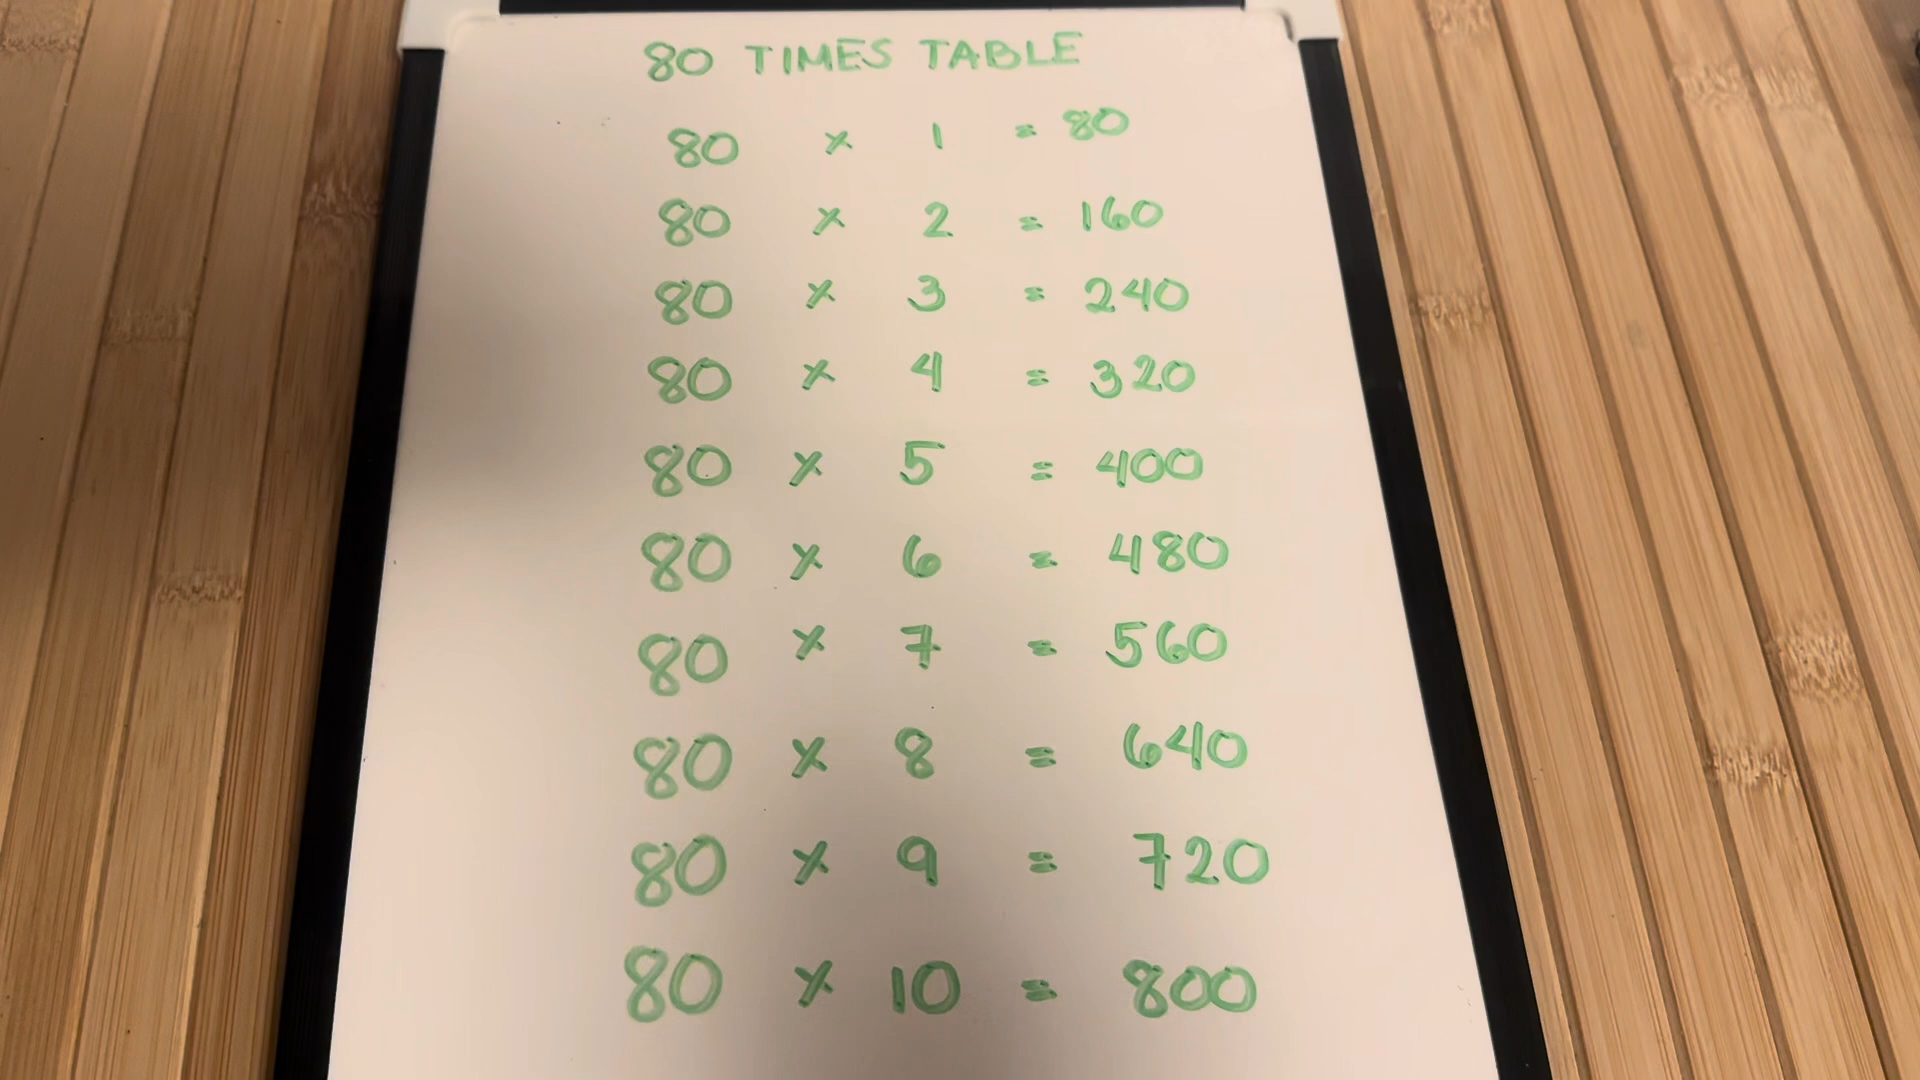 80 TIMES TABLE
80 x 1 = 80
80 x 2 = 160
80 x 3 = 240
80 x 4 = 320
80 x 5 = 400
80 x 6 = 480
80 x 7 = 560
80 x 8 = 640
80 x 9 = 720
80 x 10 = 800